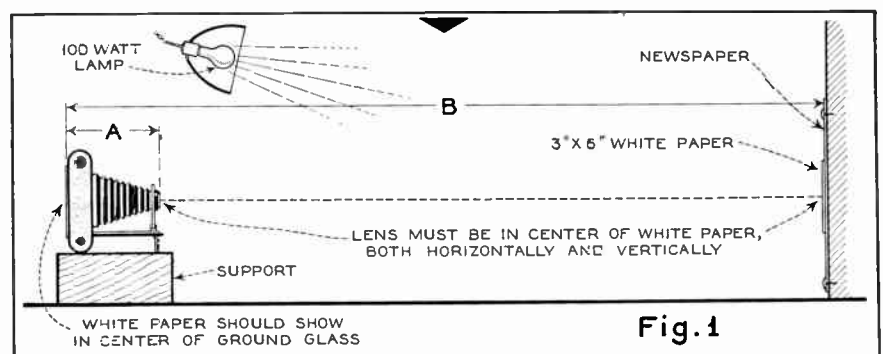 100 WATT
LAMP
NEWSPAPER
B
A
3" X 5" WHITE PAPER
LENS MUST BE IN CENTER OF WHITE PAPER,
BOTH HORIZONTALLY AND VERTICALLY
SUPPORT
WHITE PAPER SHOULD SHOW
IN CENTER OF GROUND GLASS
Fig.1